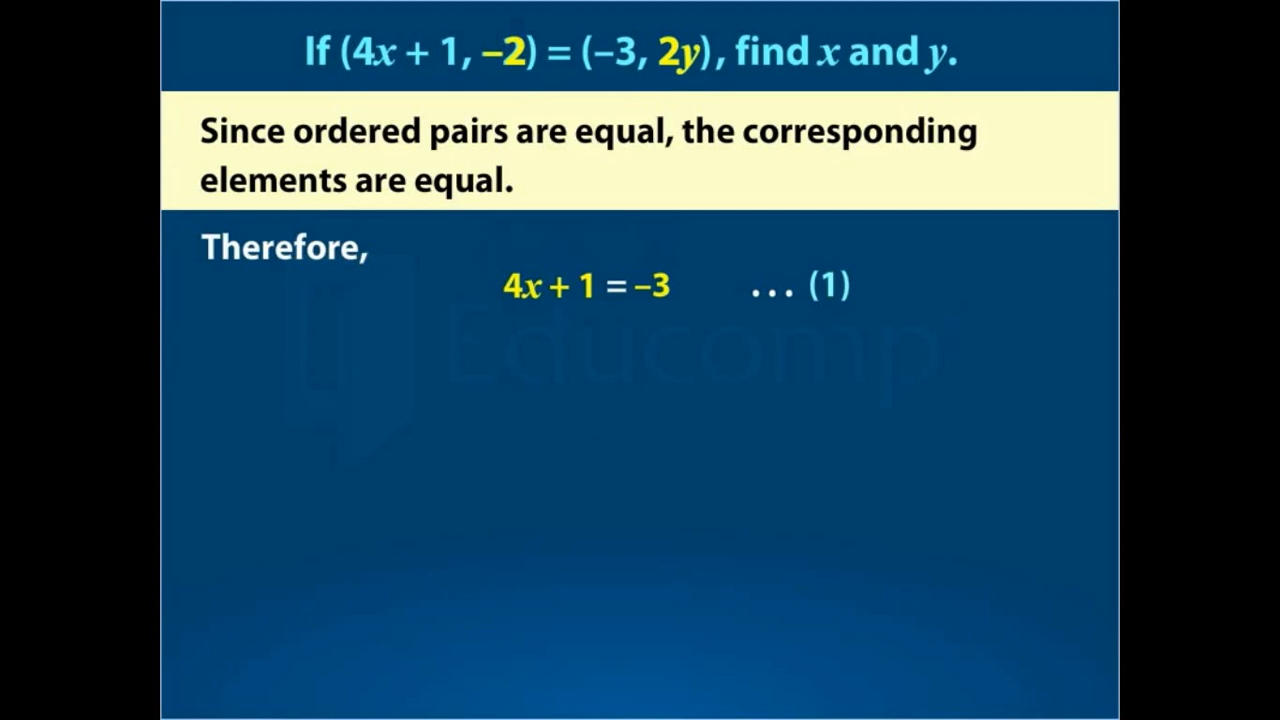 If (4x + 1, –2) = (–3, 2y), find x and y.
Since ordered pairs are equal, the corresponding
elements are equal.
Therefore,
4x + 1 = –3 . . . (1)
Educomp